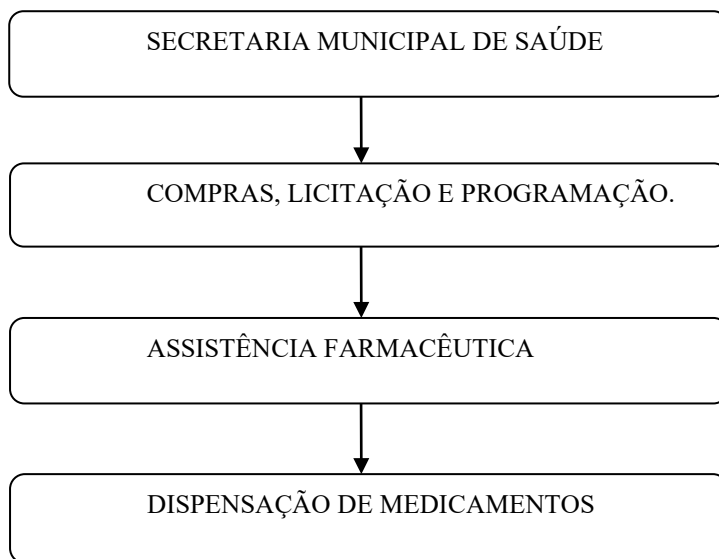 SECRETARIA MUNICIPAL DE SAÚDE
COMPRAS, LICITAÇÃO E PROGRAMAÇÃO.
ASSISTÊNCIA FARMACÊUTICA
DISPENSAÇÃO DE MEDICAMENTOS